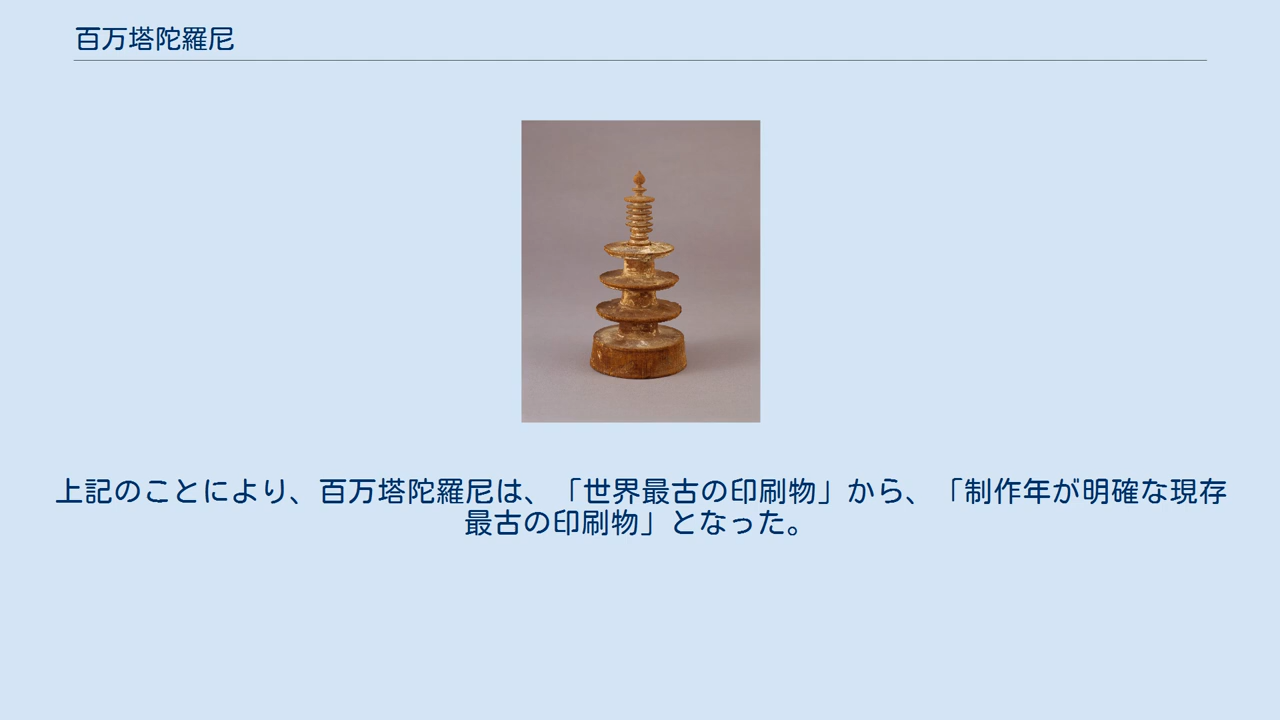 百万塔陀羅尼
上記のことにより、百万塔陀羅尼は、「世界最古の印刷物」から、「制作年が明確な現存
最古の印刷物」となった。